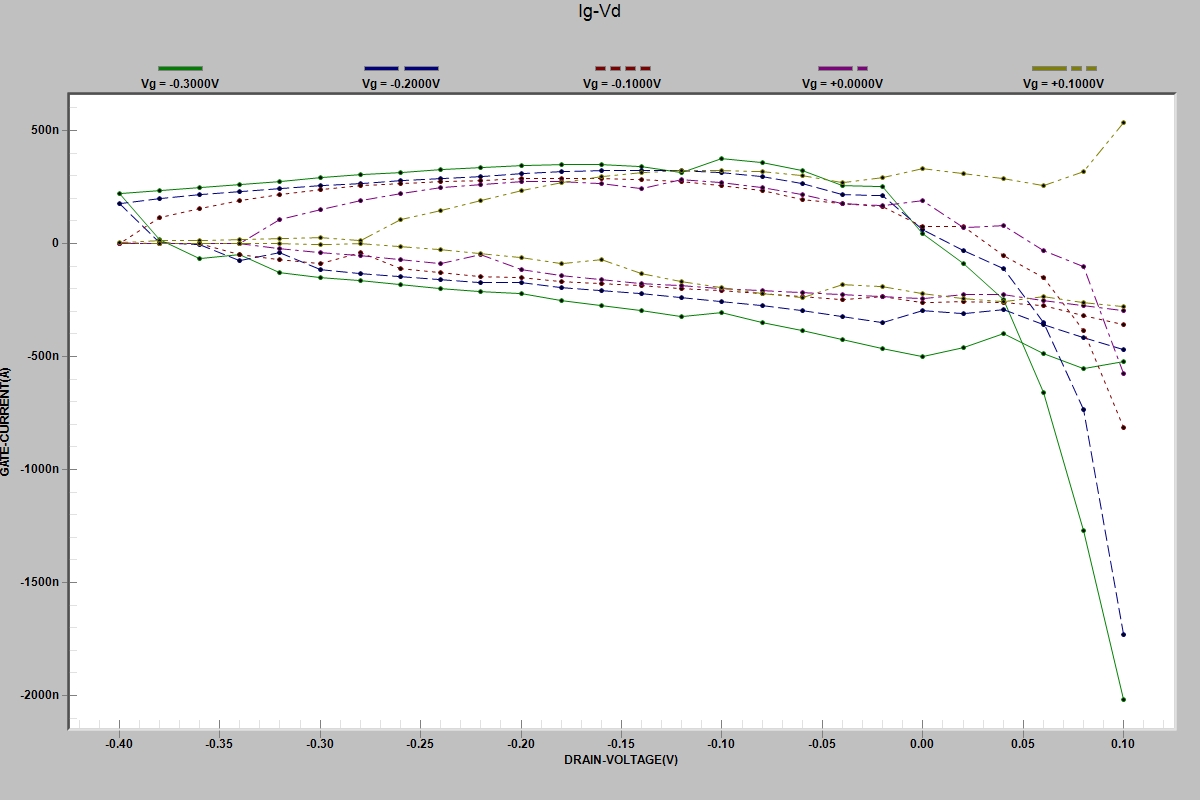 Ig-Vd
Vg = -0.3000V
Vg = -0.2000V
Vg = -0.1000V
Vg = +0.0000V
Vg = +0.1000V
GATE-CURRENT(A)
500n
0
-500n
-1000n
-1500n
-2000n
-0.40
-0.35
-0.30
-0.25
-0.20
-0.15
-0.10
-0.05
0.00
0.05
0.10
DRAIN-VOLTAGE(V)